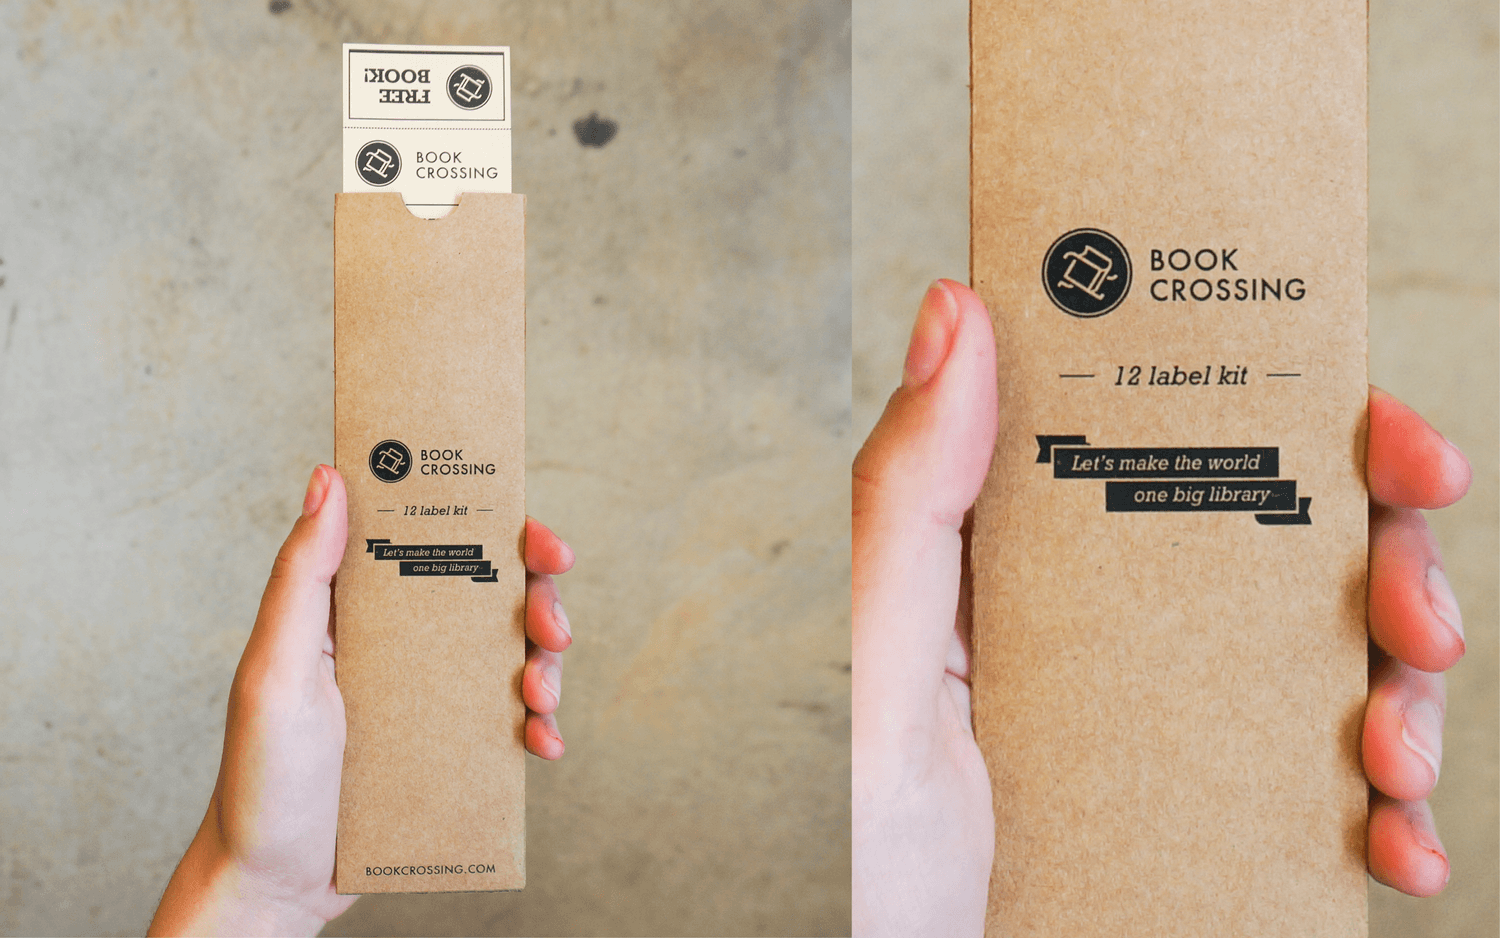 FREE
BOOK!
BOOK
CROSSING
BOOK
CROSSING
12 label kit
Let's make the world
one big library
BOOKCROSSING.COM
BOOK
CROSSING
12 label kit
Let's make the world
one big library